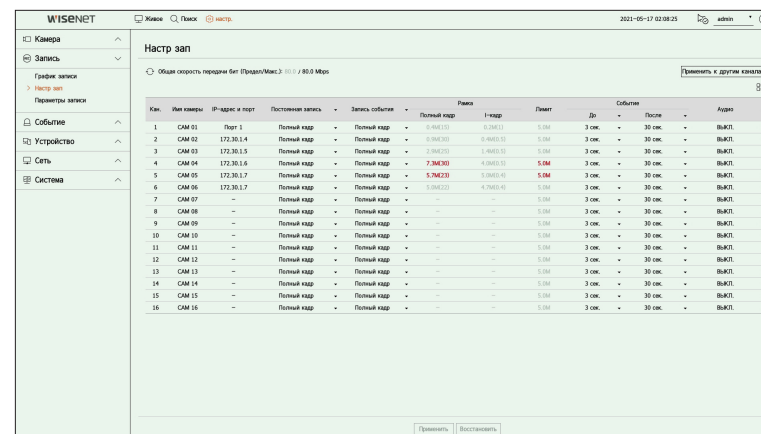 WISENET
Живое Поиск настр. 2021-05-17 02:08:25 admin
Камера
Запись
График записи
Настр зап
Параметры записи
Событие
Устройство
Сеть
Система
Настр зап
Общая скорость передачи бит (Предел/Макс.): 80.0 / 80.0 Mbps
Применить к другим канала
Кан. Имя камеры IP-адрес и порт Постоянная запись Запись события Рамка Лимит Событие Аудио
Полный кадр I-кадр До После
1 CAM 01 Порт 1 Полный кадр Полный кадр 0.4M(15) 0.2M(1) 5.0M 3 сек. 30 сек. ВЫКЛ.
2 CAM 02 172.30.1.4 Полный кадр Полный кадр 0.4M(0.5) 5.0M 3 сек. 30 сек. ВЫКЛ.
3 CAM 03 172.30.1.5 Полный кадр Полный кадр 5.0M 3 сек. 30 сек. ВЫКЛ.
4 CAM 04 172.30.1.6 Полный кадр Полный кадр 7.3M(30) 4.0M(0.5) 5.0M 3 сек. 30 сек. ВЫКЛ.
5 CAM 05 172.30.1.7 Полный кадр Полный кадр 5.7M(23) 5.0M(0.4) 5.0M 3 сек. 30 сек. ВЫКЛ.
6 CAM 06 172.30.1.7 Полный кадр Полный кадр 5.0M(22) 4.7M(0.4) 5.0M 3 сек. 30 сек. ВЫКЛ.
7 CAM 07 – Полный кадр Полный кадр – – 5.0M 3 сек. 30 сек. ВЫКЛ.
8 CAM 08 – Полный кадр Полный кадр – – 5.0M 3 сек. 30 сек. ВЫКЛ.
9 CAM 09 – Полный кадр Полный кадр – – 5.0M 3 сек. 30 сек. ВЫКЛ.
10 CAM 10 – Полный кадр Полный кадр – – 5.0M 3 сек. 30 сек. ВЫКЛ.
11 CAM 11 – Полный кадр Полный кадр – – 5.0M 3 сек. 30 сек. ВЫКЛ.
12 CAM 12 – Полный кадр Полный кадр – – 5.0M 3 сек. 30 сек. ВЫКЛ.
13 CAM 13 – Полный кадр Полный кадр – – 5.0M 3 сек. 30 сек. ВЫКЛ.
14 CAM 14 – Полный кадр Полный кадр – – 5.0M 3 сек. 30 сек. ВЫКЛ.
15 CAM 15 – Полный кадр Полный кадр – – 5.0M 3 сек. 30 сек. ВЫКЛ.
16 CAM 16 – Полный кадр Полный кадр – – 5.0M 3 сек. 30 сек. ВЫКЛ.
Применить Восстановить